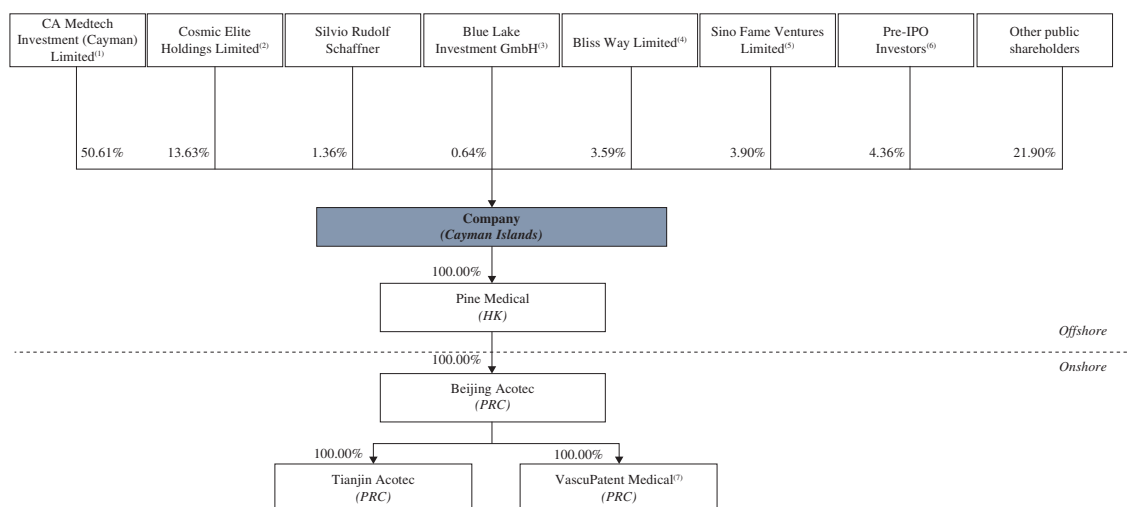 CA Medtech
Investment (Cayman)
Limited(1)
Cosmic Elite
Holdings Limited(2)
Silvio Rudolf
Schaffner
Blue Lake
Investment GmbH(3)
Bliss Way Limited(4)
Sino Fame Ventures
Limited(5)
Pre-IPO
Investors(6)
Other public
shareholders
50.61%
13.63%
1.36%
0.64%
3.59%
3.90%
4.36%
21.90%
Company
(Cayman Islands)
100.00%
Pine Medical
(HK)
Offshore
100.00%
Onshore
Beijing Acotec
(PRC)
100.00%
100.00%
Tianjin Acotec
(PRC)
VascuPatent Medical(7)
(PRC)